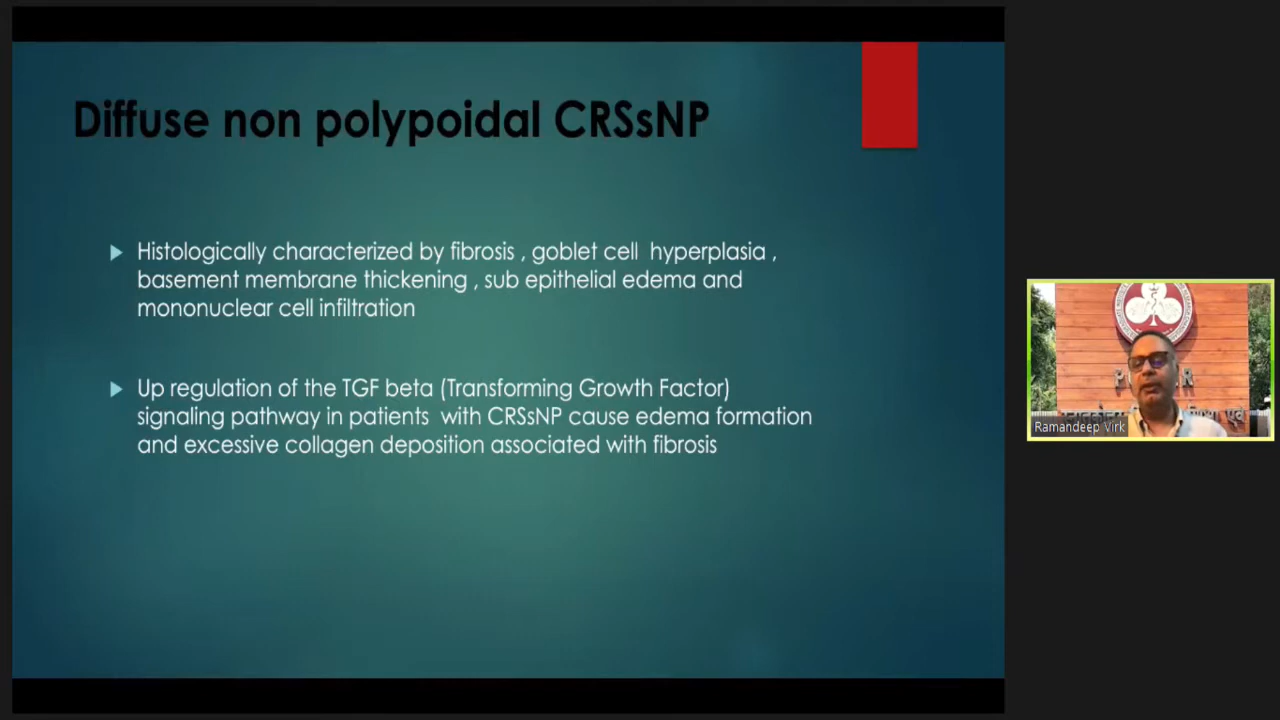 Diffuse non polypoidal CRSsNP
Histologically characterized by fibrosis , goblet cell hyperplasia ,
basement membrane thickening , sub epithelial edema and
mononuclear cell infiltration
Up regulation of the TGF beta (Transforming Growth Factor)
signaling pathway in patients with CRSsNP cause edema formation
and excessive collagen deposition associated with fibrosis
Ramandeep Virk